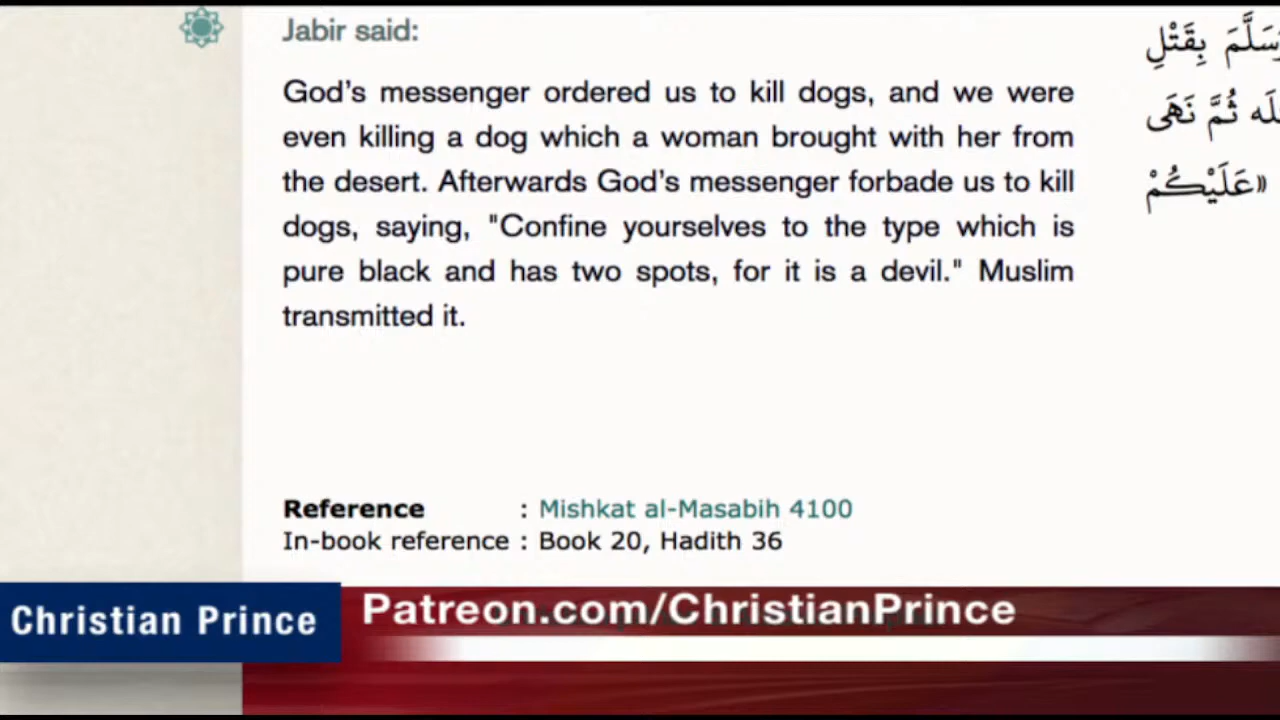 Jabir said:
God's messenger ordered us to kill dogs, and we were
even killing a dog which a woman brought with her from
the desert. Afterwards God's messenger forbade us to kill
dogs, saying, "Confine yourselves to the type which is
pure black and has two spots, for it is a devil." Muslim
transmitted it.
وَسَلَّمَ بِقَتْلِ
ثُمَّ نَهَى
«عَلَيْكُمْ
Reference : Mishkat al-Masabih 4100
In-book reference : Book 20, Hadith 36
Christian Prince
Patreon.com/ChristianPrince